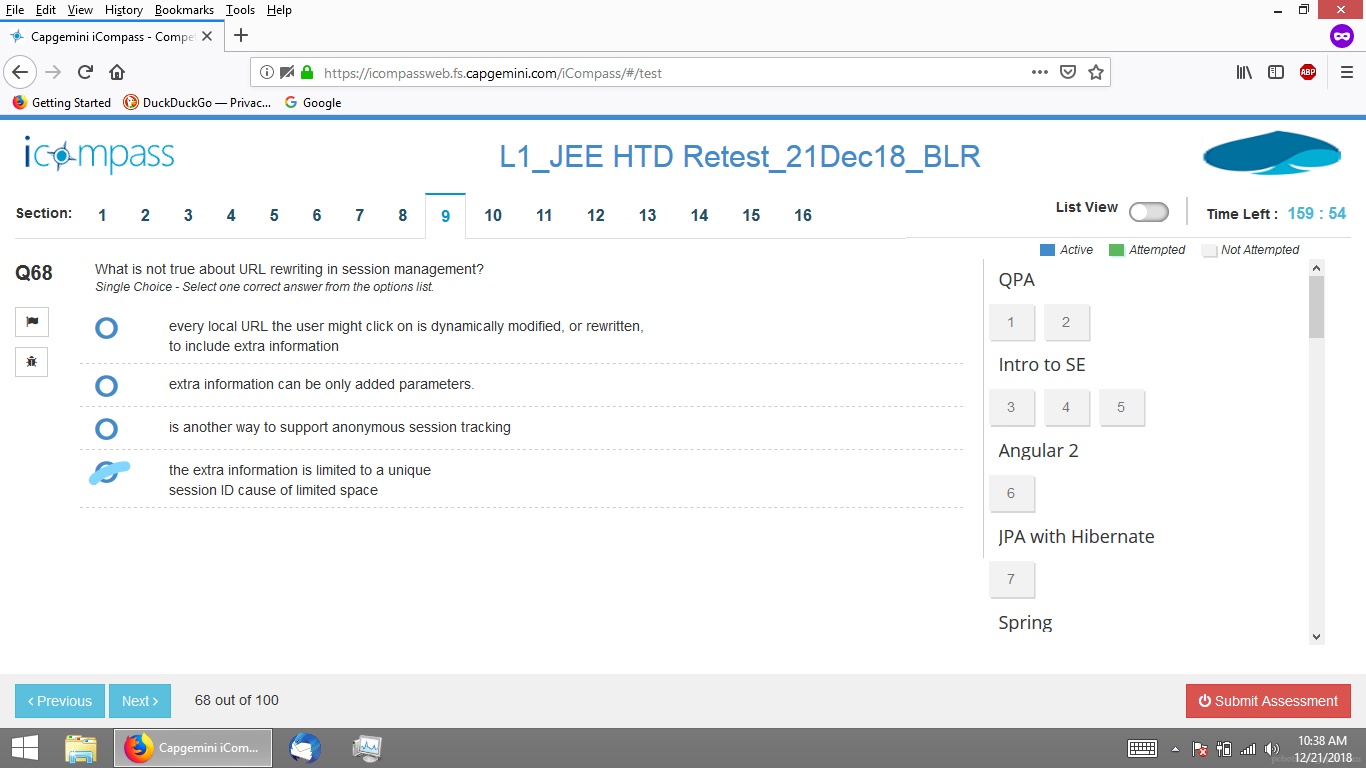 File Edit View History Bookmarks Tools Help
Capgemini iCompass - Compe
https://icompassweb.fs.capgemini.com/iCompass/#/test
ABP
Getting Started DuckDuckGo — Privac... Google
icompass
L1_JEE HTD Retest_21Dec18_BLR
Section: 1 2 3 4 5 6 7 8 9 10 11 12 13 14 15 16
List View
Time Left : 159 : 54
Active Attempted Not Attempted
Q68
What is not true about URL rewriting in session management?
Single Choice - Select one correct answer from the options list.
every local URL the user might click on is dynamically modified, or rewritten,
to include extra information
extra information can be only added parameters.
is another way to support anonymous session tracking
the extra information is limited to a unique
session ID cause of limited space
QPA
1 2
Intro to SE
3 4 5
Angular 2
6
JPA with Hibernate
7
Spring
Previous Next 68 out of 100
Submit Assessment
Capgemini iCom...
10:38 AM
12/21/2018